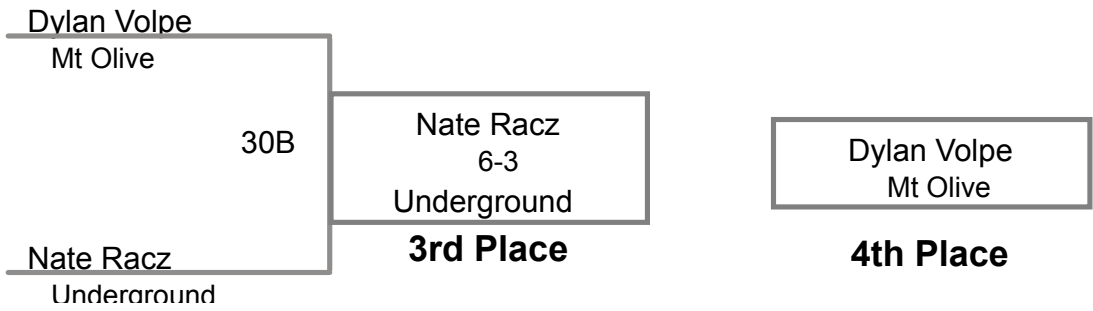 Dylan Volpe
Mt Olive
30B
Nate Racz
6-3
Underground
3rd Place
Nate Racz
Underground
Dylan Volpe
Mt Olive
4th Place